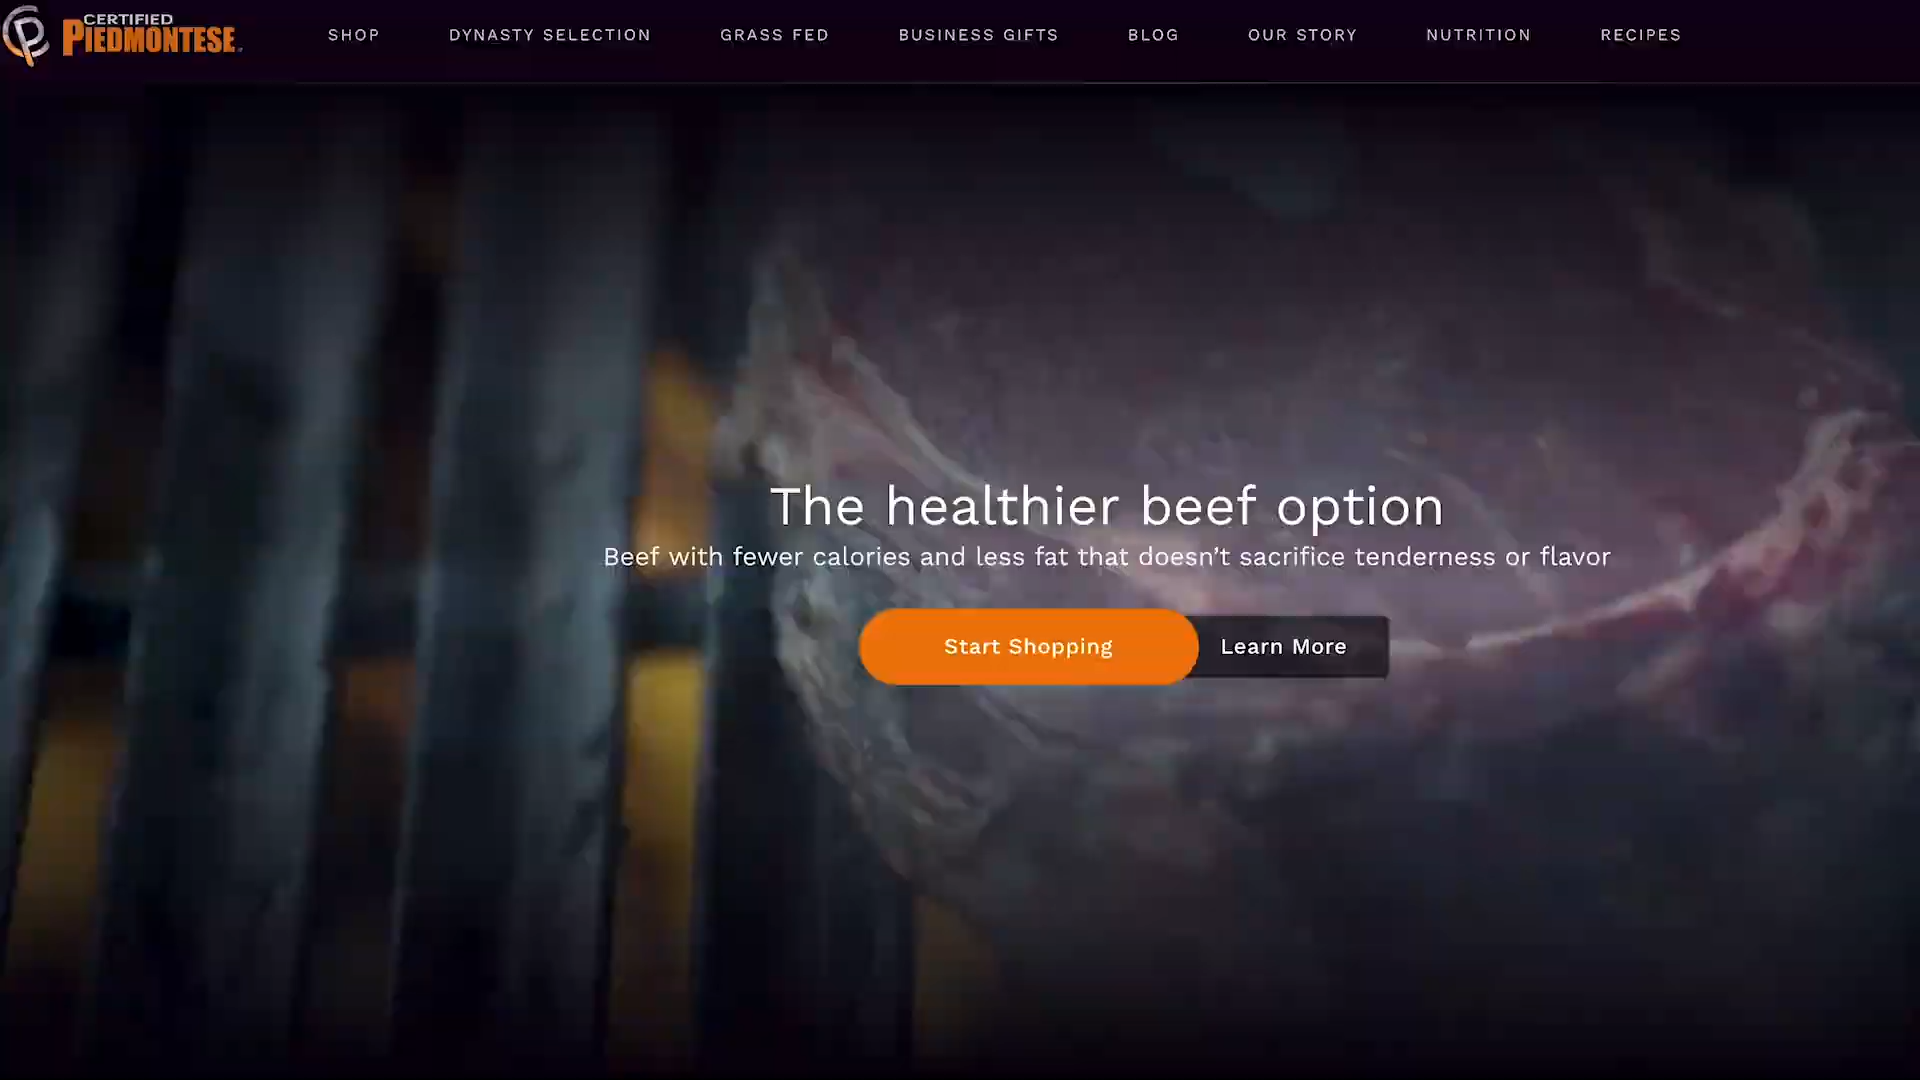 CERTIFIED
PIEDMONTESE
SHOP
DYNASTY SELECTION
GRASS FED
BUSINESS GIFTS
BLOG
OUR STORY
NUTRITION
RECIPES
The healthier beef option
Beef with fewer calories and less fat that doesn't sacrifice tenderness or flavor
Start Shopping
Learn More